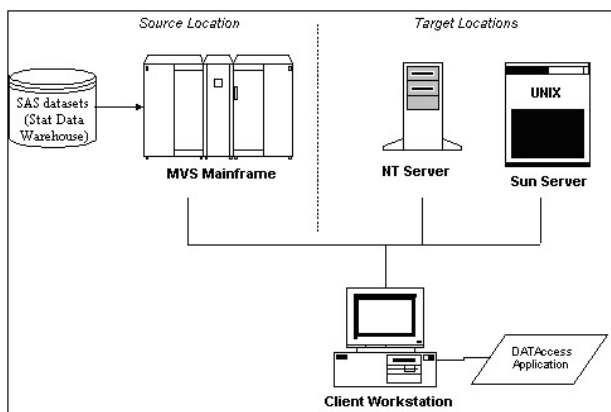 Source Location
Target Locations
SAS datasets
(Stat Data
Warehouse)
MVS Mainframe
NT Server
UNIX
Sun Server
Client Workstation
DATAccess
Application